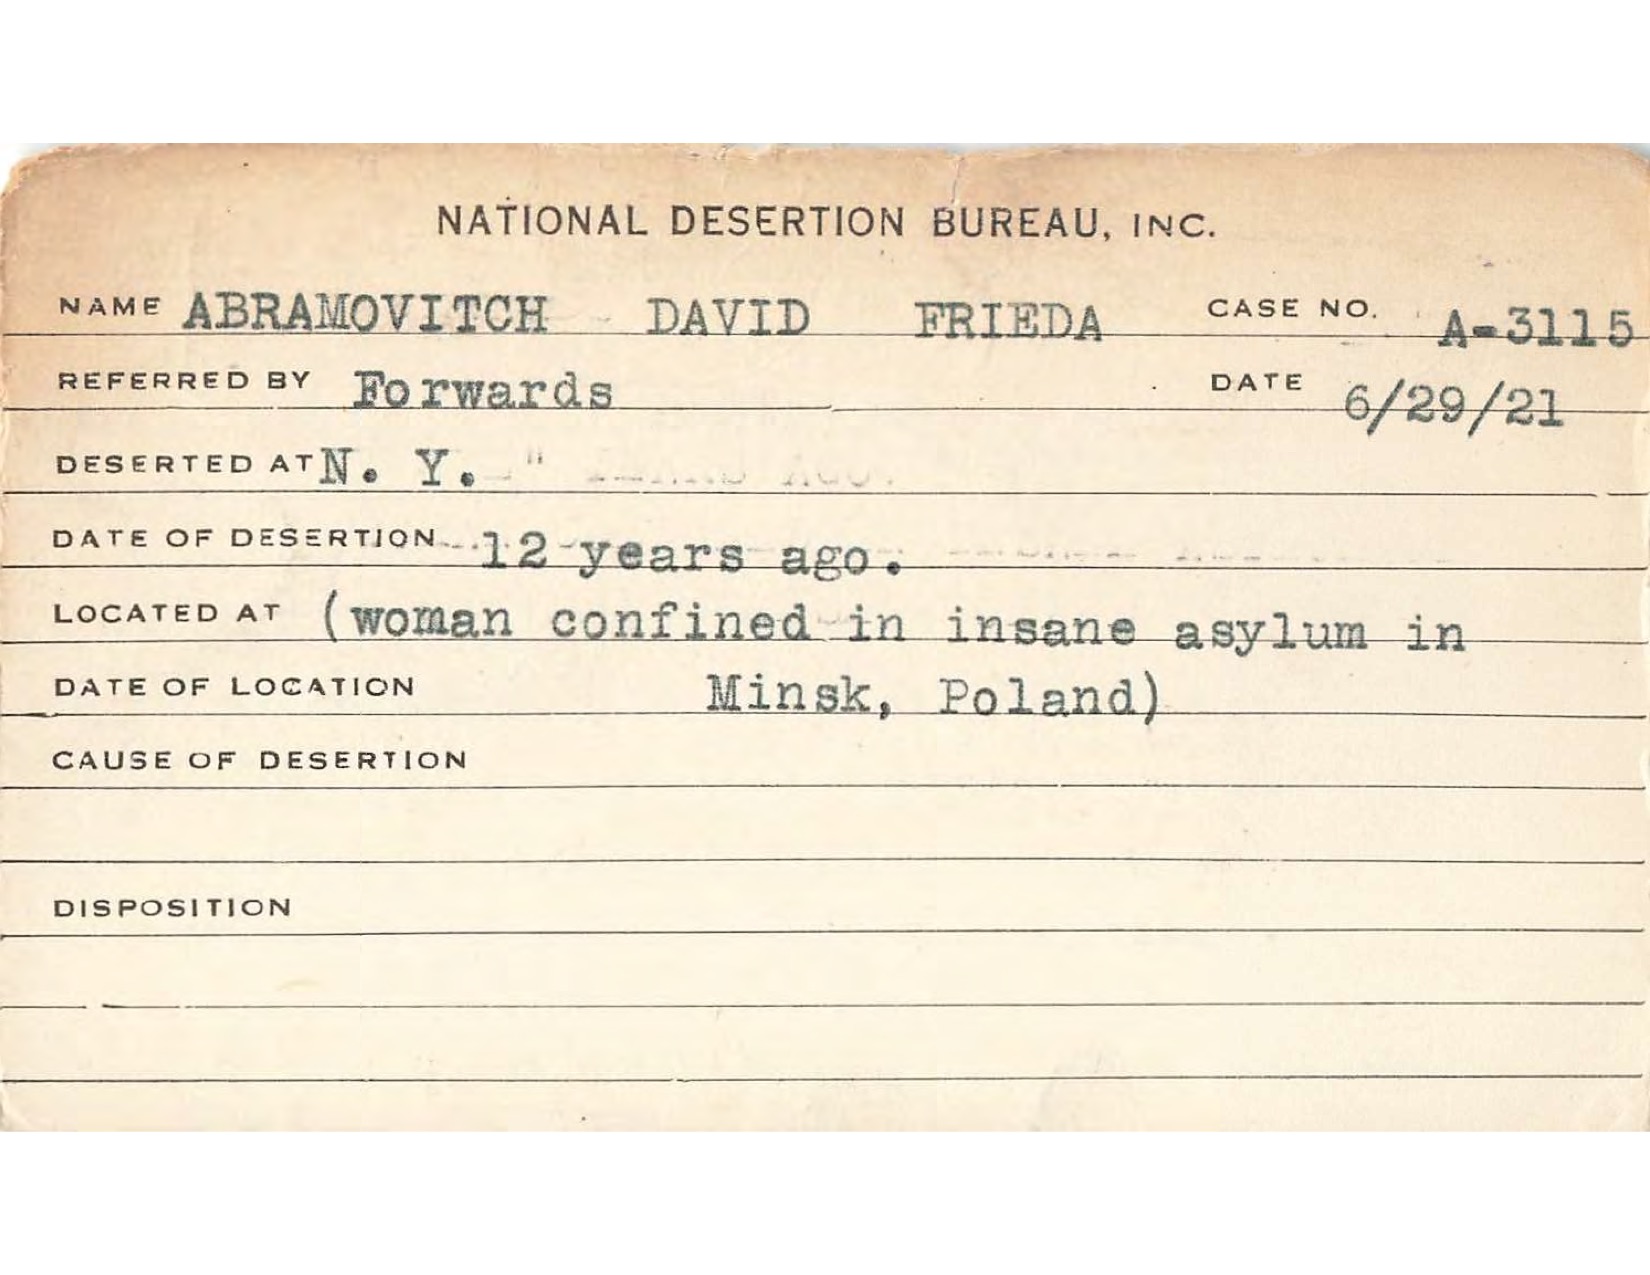 NATIONAL DESERTION BUREAU, INC.
NAME ABRAMOVITCH DAVID FRIEDA CASE NO. A-3115
REFERRED BY Forwards DATE 6/29/21
DESERTED AT N. Y. "
DATE OF DESERTION 12 years ago.
LOCATED AT (woman confined in insane asylum in
DATE OF LOCATION Minsk, Poland)
CAUSE OF DESERTION
DISPOSITION